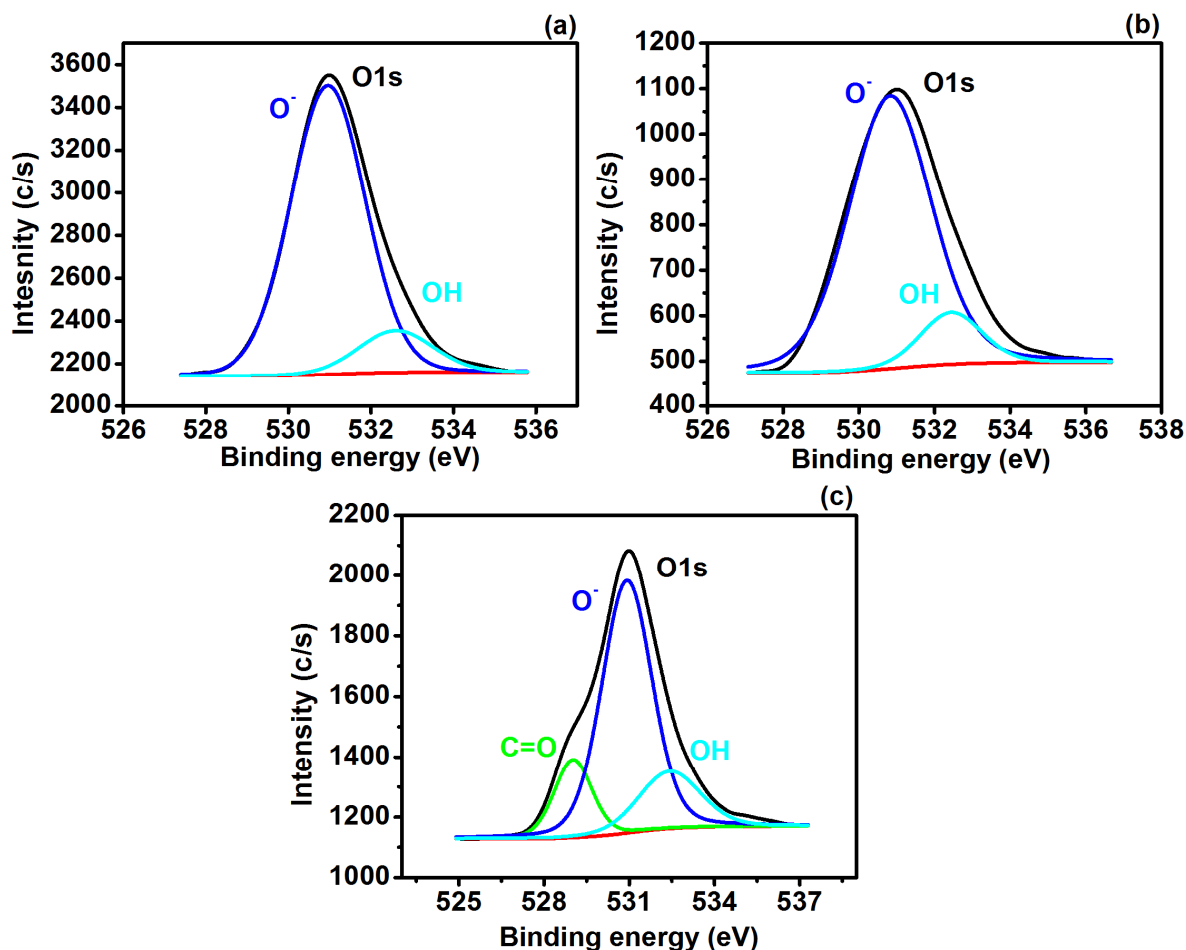 (a)
3600
3400
3200
3000
2800
2600
2400
2200
2000
Intesnity (c/s)
O1s
O⁻
OH
526 528 530 532 534 536
Binding energy (eV)
(b)
1200
1100
1000
900
800
700
600
500
400
Intensity (c/s)
O⁻
O1s
OH
526 528 530 532 534 536 538
Binding energy (eV)
(c)
2200
2000
1800
1600
1400
1200
1000
Intensity (c/s)
O1s
O⁻
C=O
OH
525 528 531 534 537
Binding energy (eV)